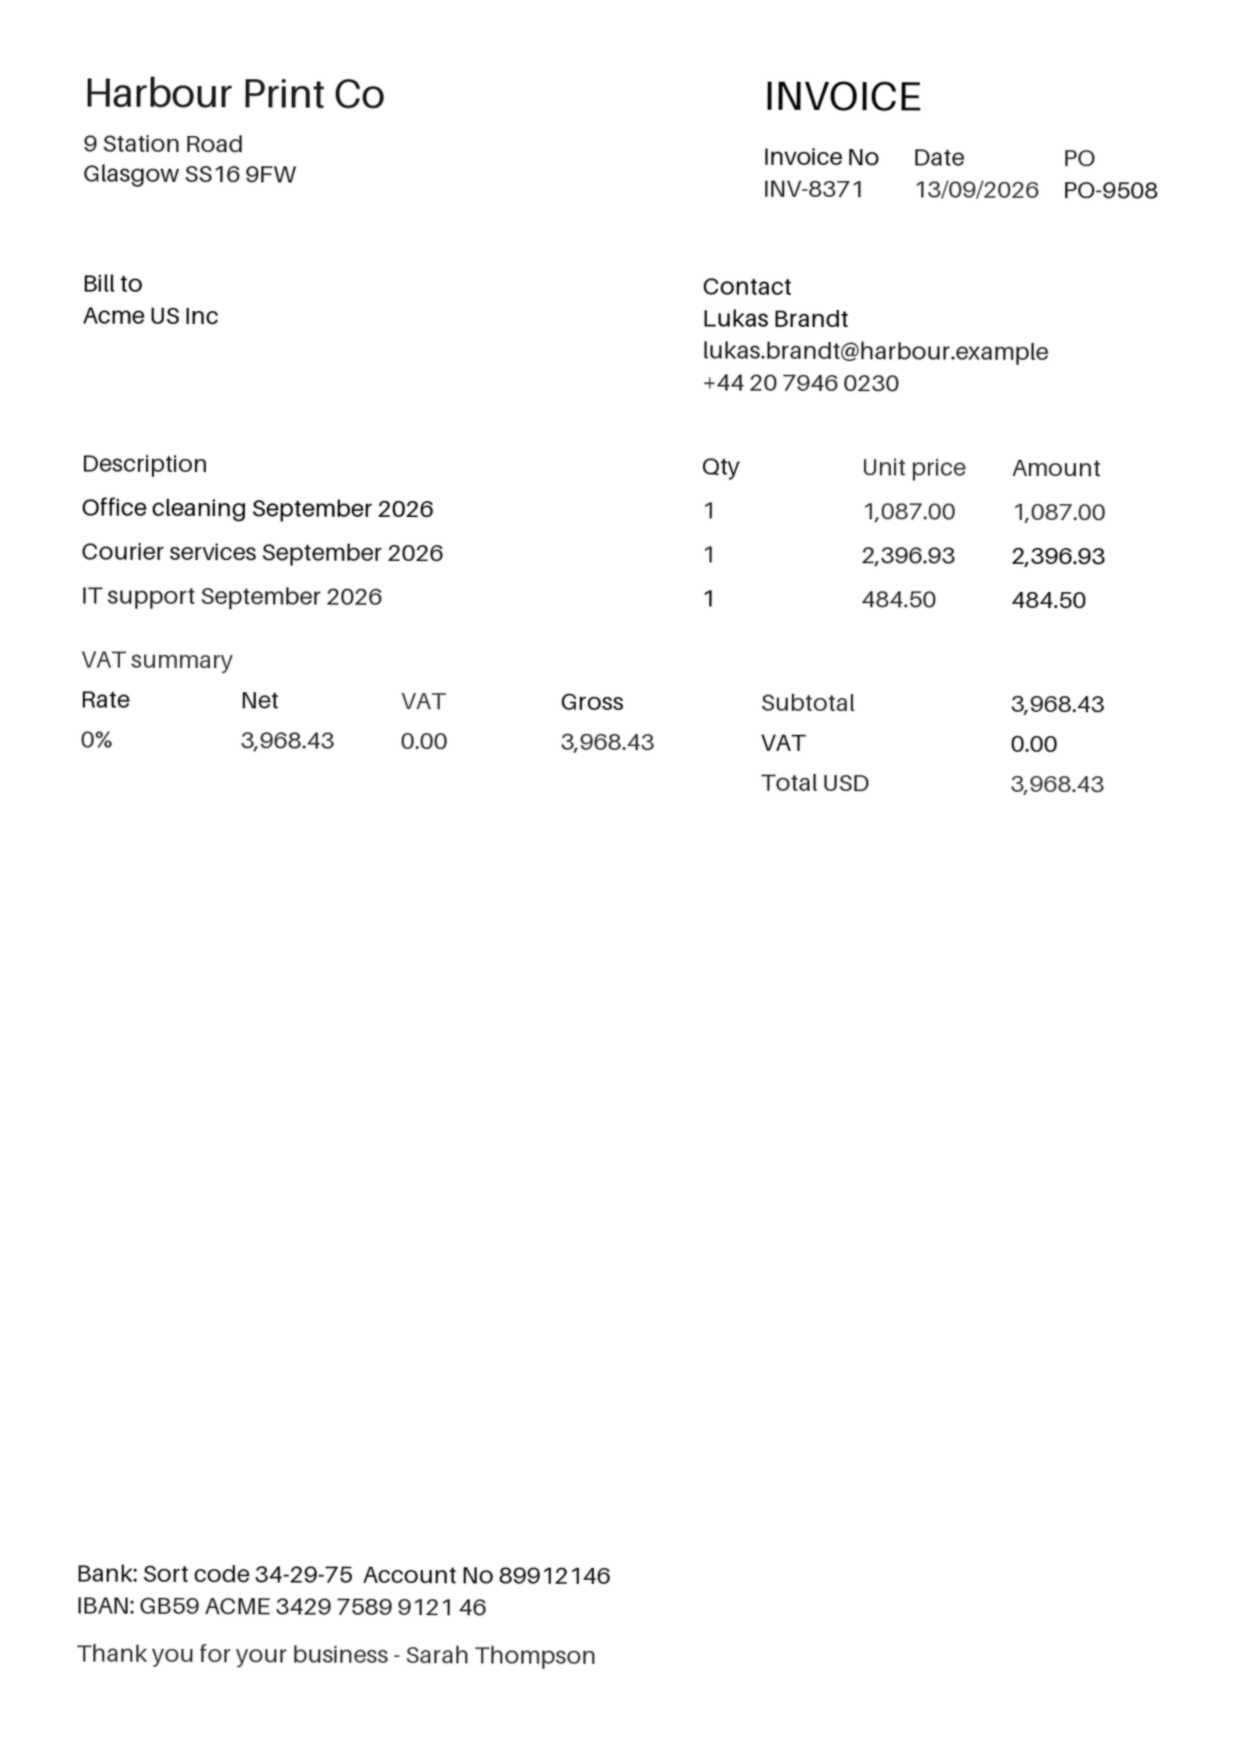 Harbour Print Co
9 Station Road
Glasgow SS16 9FW
INVOICE
Invoice No Date PO
INV-8371 13/09/2026 PO-9508
Bill to
Acme US Inc
Contact
Lukas Brandt
lukas.brandt@harbour.example
+44 20 7946 0230
Description Qty Unit price Amount
Office cleaning September 2026 1 1,087.00 1,087.00
Courier services September 2026 1 2,396.93 2,396.93
IT support September 2026 1 484.50 484.50
VAT summary
Rate Net VAT Gross
0% 3,968.43 0.00 3,968.43
Subtotal 3,968.43
VAT 0.00
Total USD 3,968.43
Bank: Sort code 34-29-75 Account No 89912146
IBAN: GB59 ACME 3429 7589 9121 46
Thank you for your business - Sarah Thompson